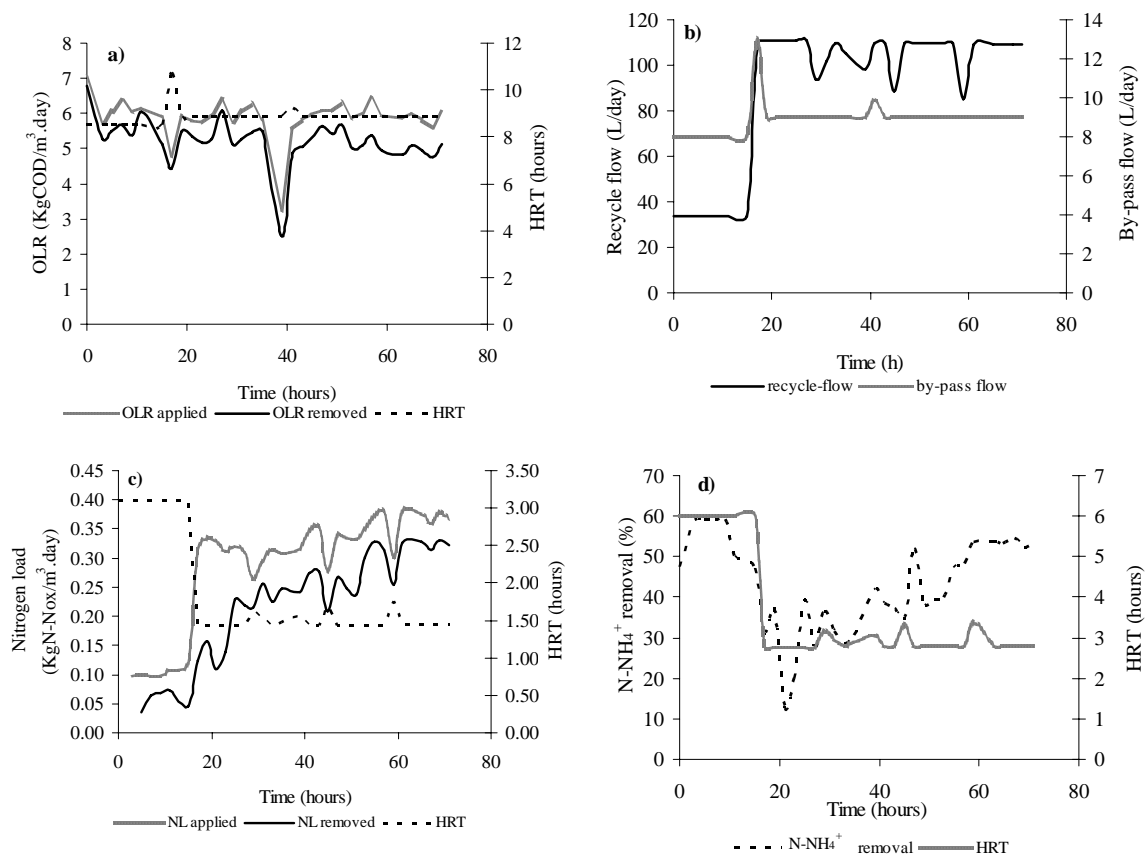 a)
OLR (KgCOD/m³.day)
8
7
6
5
4
3
2
1
0
12
10
8
6
4
2
0
HRT (hours)
0 20 40 60 80
Time (hours)
OLR applied OLR removed HRT
b)
Recycle flow (L/day)
120
100
80
60
40
20
0
14
12
10
8
6
4
2
0
By-pass flow (L/day)
0 20 40 60 80
Time (h)
recycle-flow by-pass flow
c)
Nitrogen load
(KgN-Nox/m³.day)
0.45
0.40
0.35
0.30
0.25
0.20
0.15
0.10
0.05
0.00
3.50
3.00
2.50
2.00
1.50
1.00
0.50
0.00
HRT (hours)
0 20 40 60 80
Time (hours)
NL applied NL removed HRT
d)
N-NH₄⁺ removal (%)
70
60
50
40
30
20
10
0
7
6
5
4
3
2
1
0
HRT (hours)
0 20 40 60 80
Time (hours)
N-NH₄⁺ removal HRT